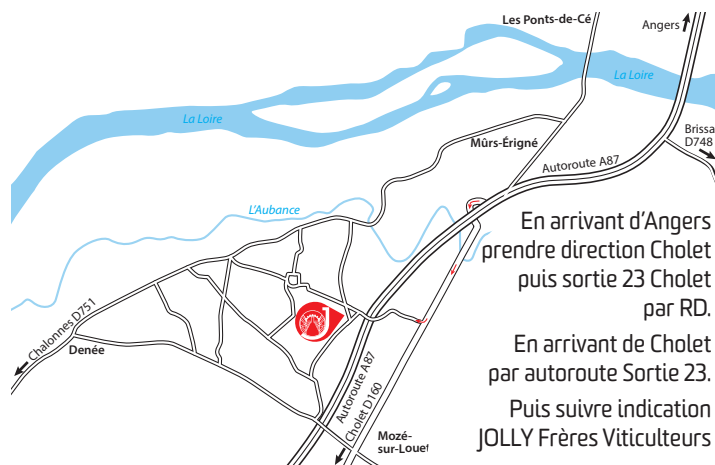 Les Ponts-de-Cé
Angers
La Loire
La Loire
Brissa
D748
Mûrs-Érigné
Autoroute A87
L'Aubance
En arrivant d'Angers
prendre direction Cholet
puis sortie 23 Cholet
par RD.
En arrivant de Cholet
par autoroute Sortie 23.
Puis suivre indication
JOLLY Frères Viticulteurs
Chalonnes D751
Denée
Autoroute A87
Cholet D160
Mozé-
sur-Louet